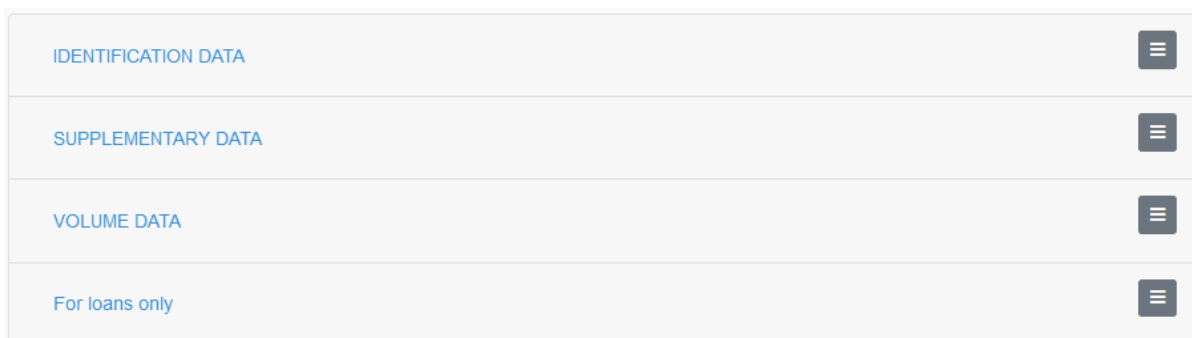 IDENTIFICATION DATA
SUPPLEMENTARY DATA
VOLUME DATA
For loans only